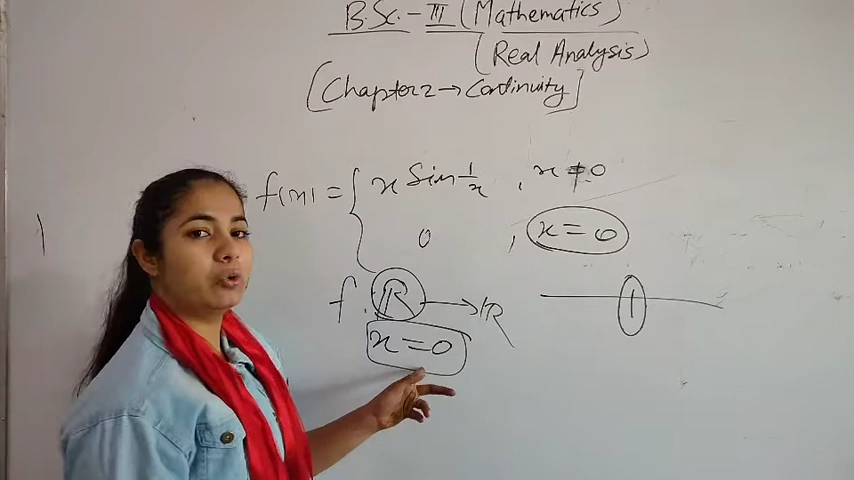 B.Sc. - III (Mathematics)
(Real Analysis)
[Chapter 2 → Continuity]
f(x) = { x Sin 1/x , x ≠ 0
0 , x = 0
f : ℝ → ℝ
x = 0